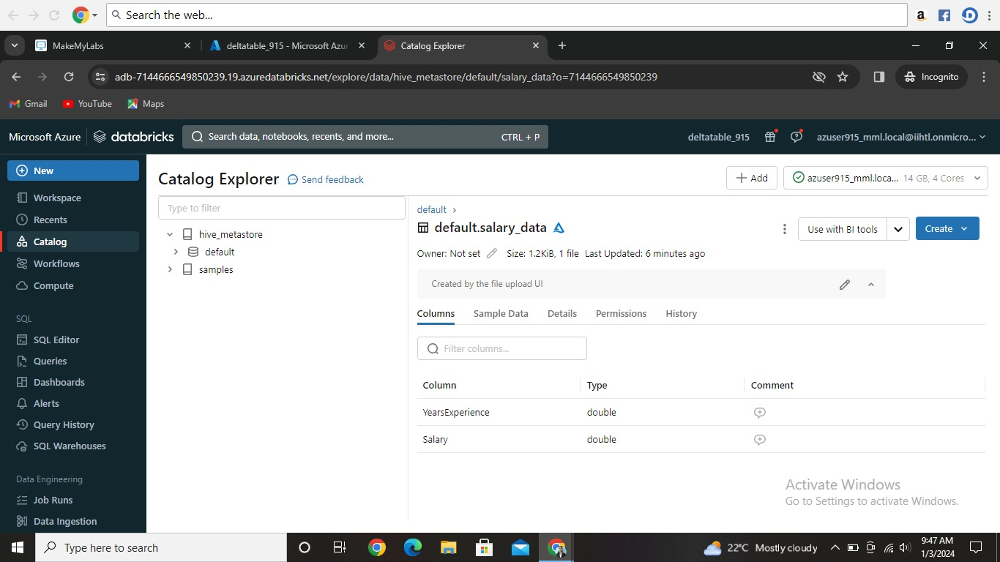 Search the web...
MakeMyLabs
deltatable_915 - Microsoft Azur
Catalog Explorer
adb-7144666549850239.19.azuredatabricks.net/explore/data/hive_metastore/default/salary_data?o=7144666549850239
Incognito
Gmail
YouTube
Maps
Microsoft Azure
databricks
Search data, notebooks, recents, and more...
CTRL + P
deltatable_915
azuser915_mml.local@iihtl.onmicro...
New
Workspace
Recents
Catalog
Workflows
Compute
SQL
SQL Editor
Queries
Dashboards
Alerts
Query History
SQL Warehouses
Data Engineering
Job Runs
Data Ingestion
Catalog Explorer
Send feedback
Add
azuser915_mml.loca...
14 GB, 4 Cores
Type to filter
hive_metastore
default
samples
default ›
default.salary_data
Use with BI tools
Create
Owner: Not set
Size: 1.2KiB, 1 file
Last Updated: 6 minutes ago
Created by the file upload UI
Columns
Sample Data
Details
Permissions
History
Filter columns...
Column
Type
Comment
YearsExperience
double
Salary
double
Activate Windows
Go to Settings to activate Windows.
Type here to search
22°C
Mostly cloudy
9:47 AM
1/3/2024